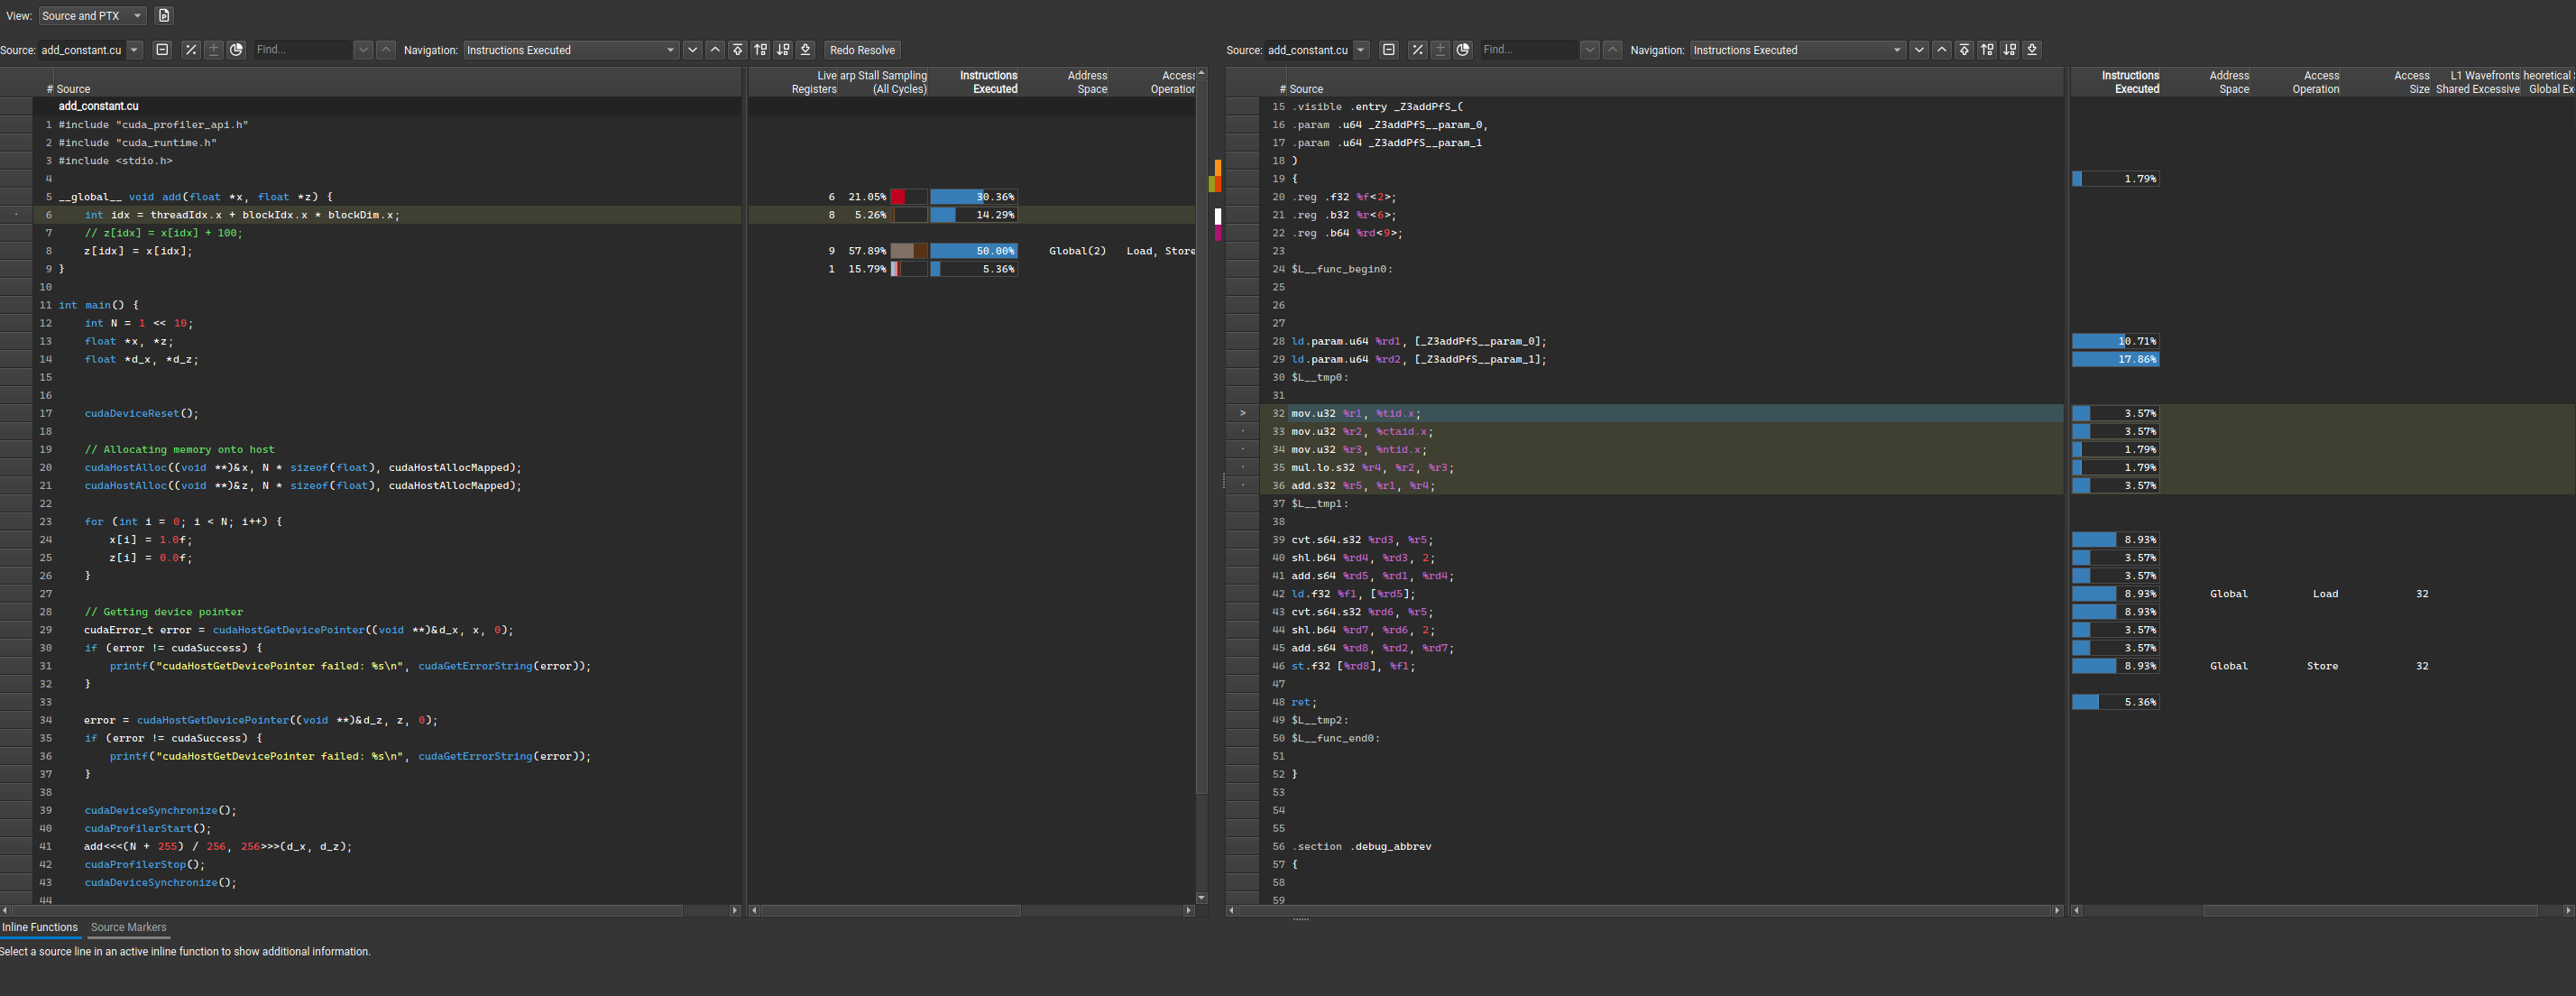 View: Source and PTX
Source: add_constant.cu Find... Navigation: Instructions Executed Redo Resolve
# Source
Live Registers
arp Stall Sampling (All Cycles)
Instructions Executed
Address Space
Access Operation
add_constant.cu
1 #include "cuda_profiler_api.h"
2 #include "cuda_runtime.h"
3 #include <stdio.h>
4
5 __global__ void add(float *x, float *z) { 6 21.05% 30.36%
6 int idx = threadIdx.x + blockIdx.x * blockDim.x; 8 5.26% 14.29%
7 // z[idx] = x[idx] + 100;
8 z[idx] = x[idx]; 9 57.89% 50.00% Global(2) Load, Store
9 } 1 15.79% 5.36%
10
11 int main() {
12 int N = 1 << 10;
13 float *x, *z;
14 float *d_x, *d_z;
15
16
17 cudaDeviceReset();
18
19 // Allocating memory onto host
20 cudaHostAlloc((void **)&x, N * sizeof(float), cudaHostAllocMapped);
21 cudaHostAlloc((void **)&z, N * sizeof(float), cudaHostAllocMapped);
22
23 for (int i = 0; i < N; i++) {
24 x[i] = 1.0f;
25 z[i] = 0.0f;
26 }
27
28 // Getting device pointer
29 cudaError_t error = cudaHostGetDevicePointer((void **)&d_x, x, 0);
30 if (error != cudaSuccess) {
31 printf("cudaHostGetDevicePointer failed: %s\n", cudaGetErrorString(error));
32 }
33
34 error = cudaHostGetDevicePointer((void **)&d_z, z, 0);
35 if (error != cudaSuccess) {
36 printf("cudaHostGetDevicePointer failed: %s\n", cudaGetErrorString(error));
37 }
38
39 cudaDeviceSynchronize();
40 cudaProfilerStart();
41 add<<<(N + 255) / 256, 256>>>(d_x, d_z);
42 cudaProfilerStop();
43 cudaDeviceSynchronize();
44
Inline Functions Source Markers
Select a source line in an active inline function to show additional information.
Source: add_constant.cu Find... Navigation: Instructions Executed
# Source
Instructions Executed
Address Space
Access Operation
Access Size
L1 Wavefronts Shared Excessive
heoretical Global Ex
15 .visible .entry _Z3addPfS_(
16 .param .u64 _Z3addPfS__param_0,
17 .param .u64 _Z3addPfS__param_1
18 )
19 { 1.79%
20 .reg .f32 %f<2>;
21 .reg .b32 %r<6>;
22 .reg .b64 %rd<9>;
23
24 $L__func_begin0:
25
26
27
28 ld.param.u64 %rd1, [_Z3addPfS__param_0]; 10.71%
29 ld.param.u64 %rd2, [_Z3addPfS__param_1]; 17.86%
30 $L__tmp0:
31
> 32 mov.u32 %r1, %tid.x; 3.57%
33 mov.u32 %r2, %ctaid.x; 3.57%
34 mov.u32 %r3, %ntid.x; 1.79%
35 mul.lo.s32 %r4, %r2, %r3; 1.79%
36 add.s32 %r5, %r1, %r4; 3.57%
37 $L__tmp1:
38
39 cvt.s64.s32 %rd3, %r5; 8.93%
40 shl.b64 %rd4, %rd3, 2; 3.57%
41 add.s64 %rd5, %rd1, %rd4; 3.57%
42 ld.f32 %f1, [%rd5]; 8.93% Global Load 32
43 cvt.s64.s32 %rd6, %r5; 8.93%
44 shl.b64 %rd7, %rd6, 2; 3.57%
45 add.s64 %rd8, %rd2, %rd7; 3.57%
46 st.f32 [%rd8], %f1; 8.93% Global Store 32
47
48 ret; 5.36%
49 $L__tmp2:
50 $L__func_end0:
51
52 }
53
54
55
56 .section .debug_abbrev
57 {
58
59